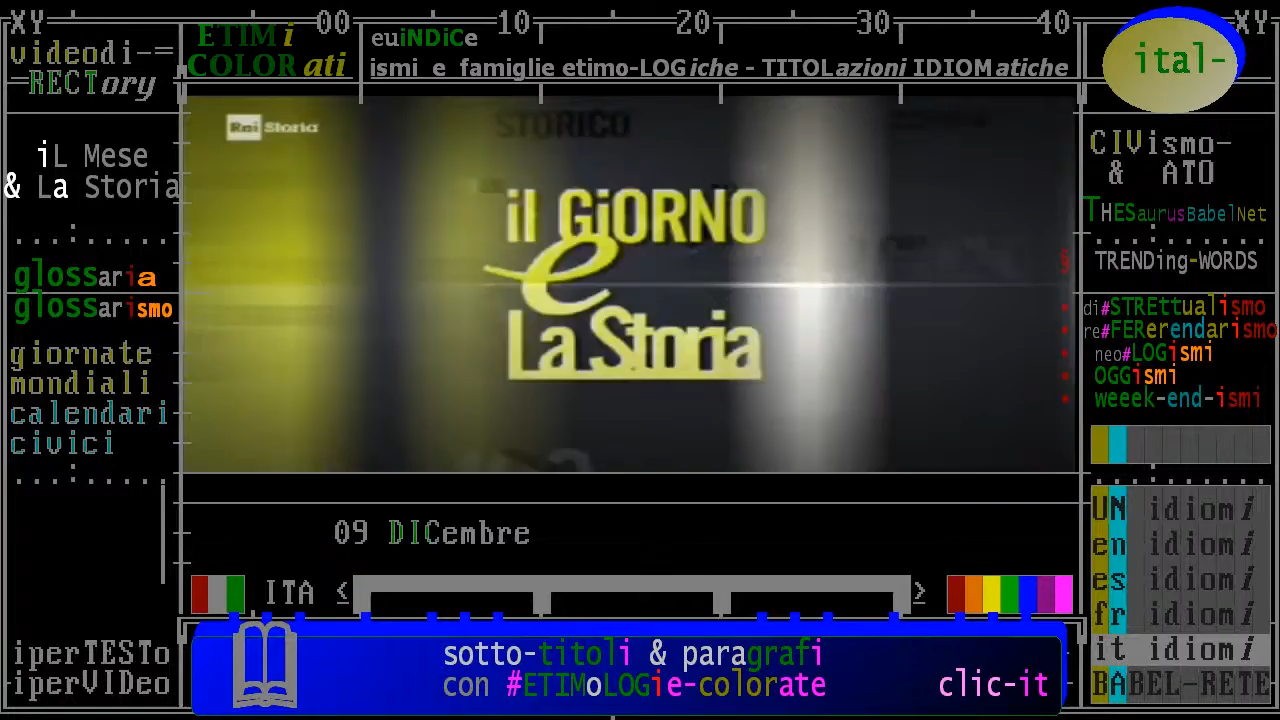 XY 00 10 20 30 40 XY
videodi-=
=RECTory
ETIMi
COLORati
euiNDiCe
ismi e famiglie etimo-LOGiche - TITOLazioni IDIOMatiche
ital-
iL Mese
& La Storia
...:.....
glossaria
glossarismo
giornate
mondiali
calendari
civici
...:.....
Rai Storia
STORICO
il GiORNO
e
La Storia
CIVismo-
& ATO
THESaurusBabelNet
...:.....
TRENDing-WORDS
di#STREttualismo
re#FERerendarismo
neo#LOGismi
OGGismi
weeek-end-ismi
09 DICembre
ITA < >
UN idiomi
en idiomi
es idiomi
fr idiomi
it idiomi
BABEL-RETE
iperTESTo
-iperVIDeo
sotto-titoli & paragrafi
con #ETIMoLOGie-colorate
clic-it